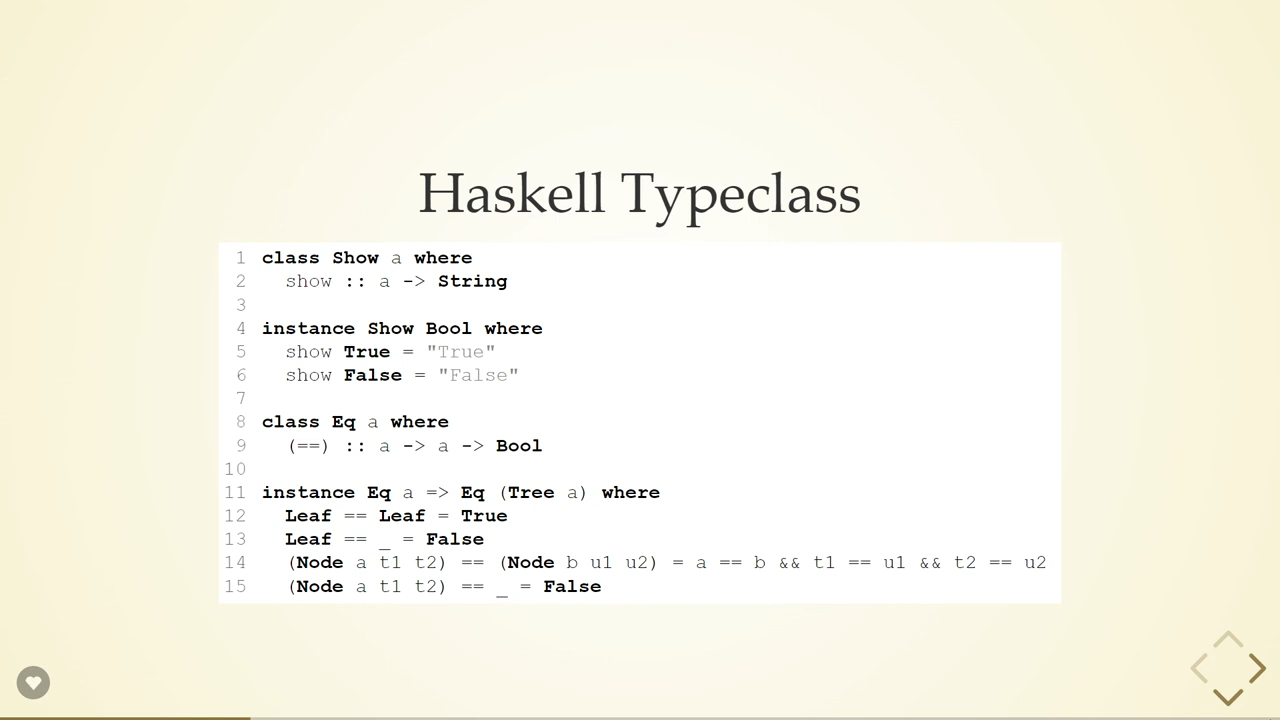 Haskell Typeclass
1 class Show a where
2   show :: a -> String
3
4 instance Show Bool where
5   show True = "True"
6   show False = "False"
7
8 class Eq a where
9   (==) :: a -> a -> Bool
10
11 instance Eq a => Eq (Tree a) where
12   Leaf == Leaf = True
13   Leaf == _ = False
14   (Node a t1 t2) == (Node b u1 u2) = a == b && t1 == u1 && t2 == u2
15   (Node a t1 t2) == _ = False